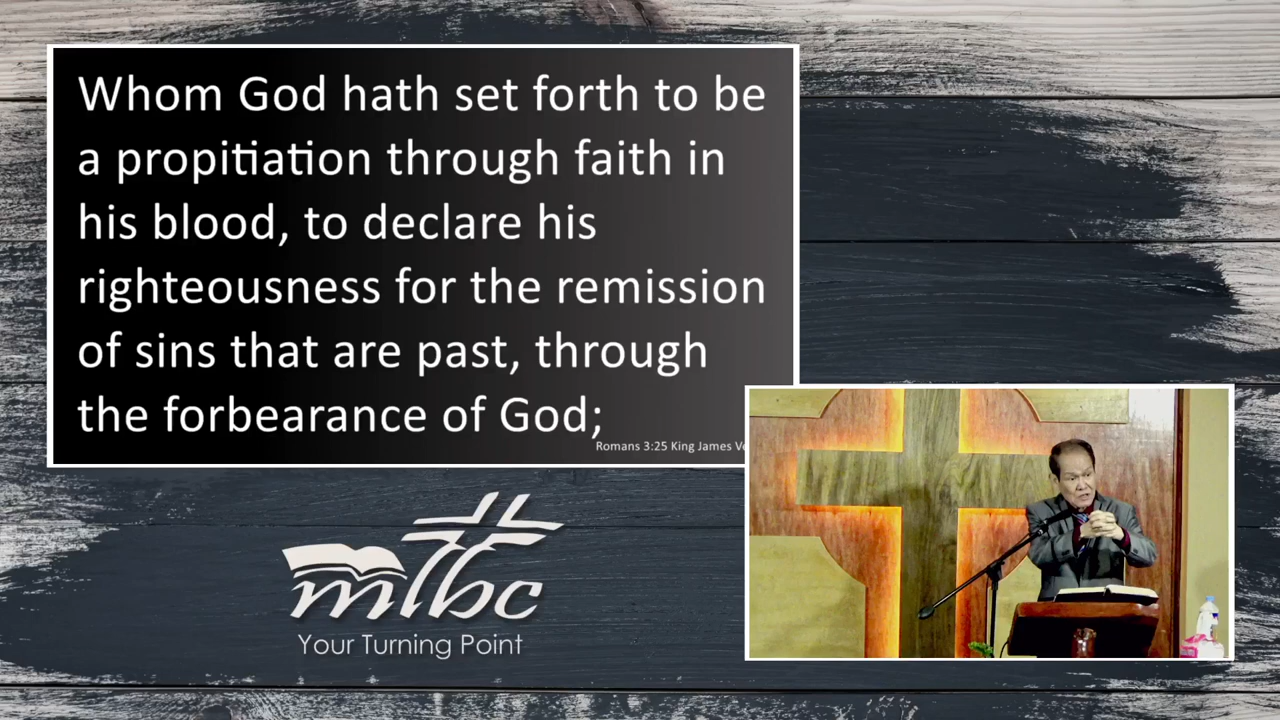 Whom God hath set forth to be
a propitiation through faith in
his blood, to declare his
righteousness for the remission
of sins that are past, through
the forbearance of God;
Romans 3:25 King James
mlbc
Your Turning Point